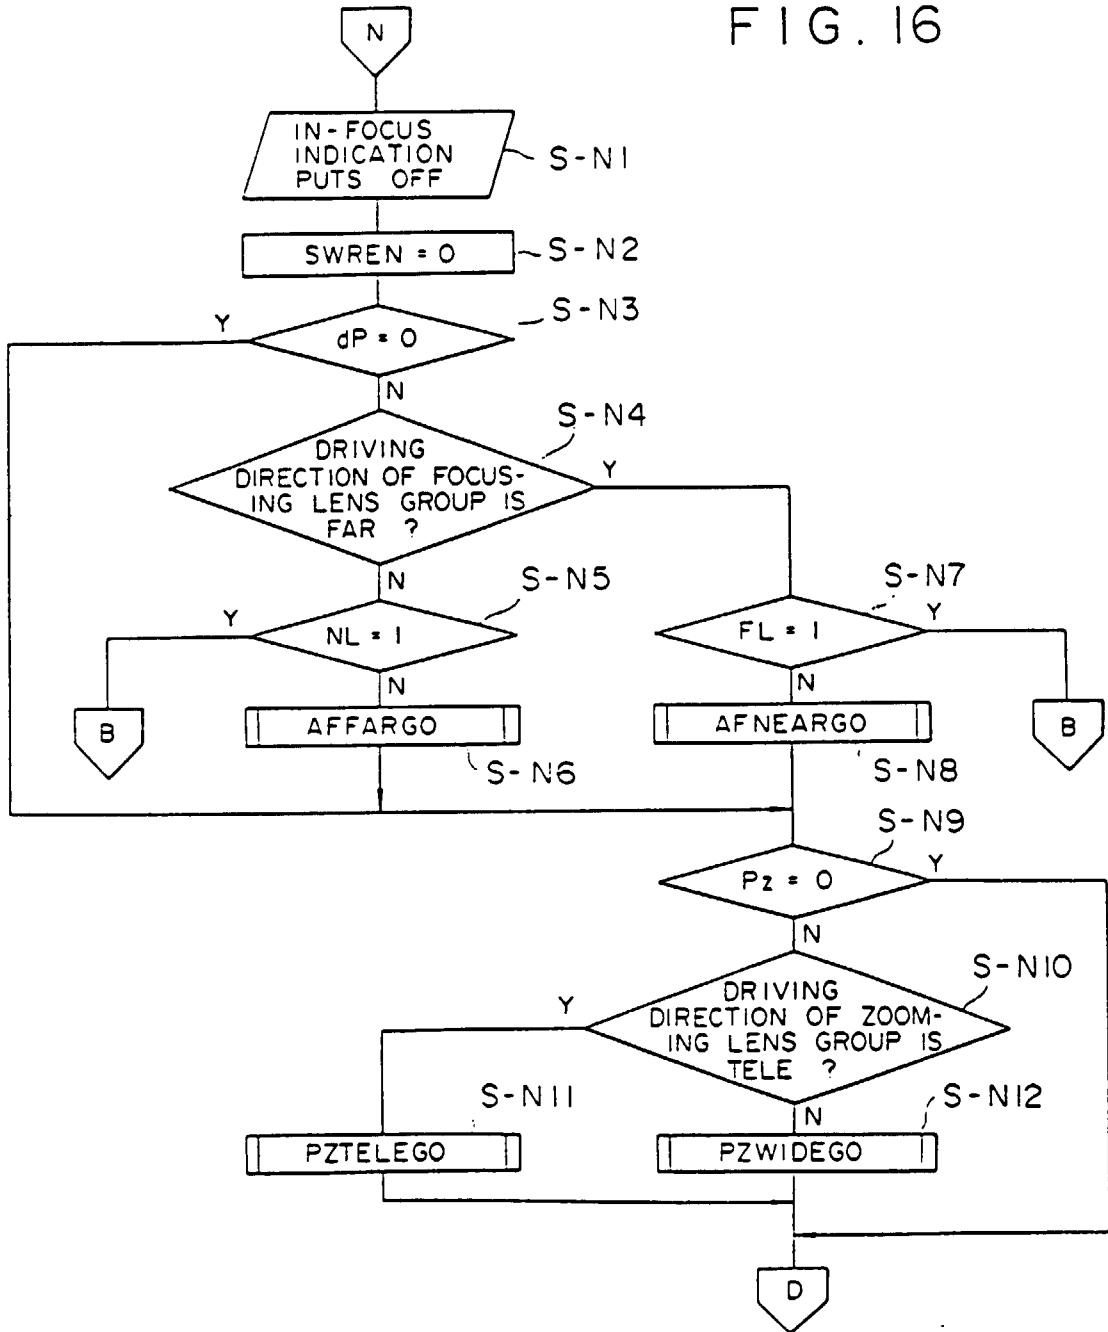 FIG. 16
N
IN-FOCUS
INDICATION
PUTS OFF
S-N1
SWREN = 0
S-N2
S-N3
Y
dP = 0
N
S-N4
DRIVING
DIRECTION OF FOCUS-
ING LENS GROUP IS
FAR ?
Y
N
S-N5
S-N7
Y
NL = 1
FL = 1
Y
N
N
B
AFFARGO
AFNEARGO
B
S-N6
S-N8
S-N9
Pz = 0
Y
N
S-N10
DRIVING
DIRECTION OF ZOOM-
ING LENS GROUP IS
TELE ?
Y
N
S-N11
S-N12
PZTELEGO
PZWIDEGO
D